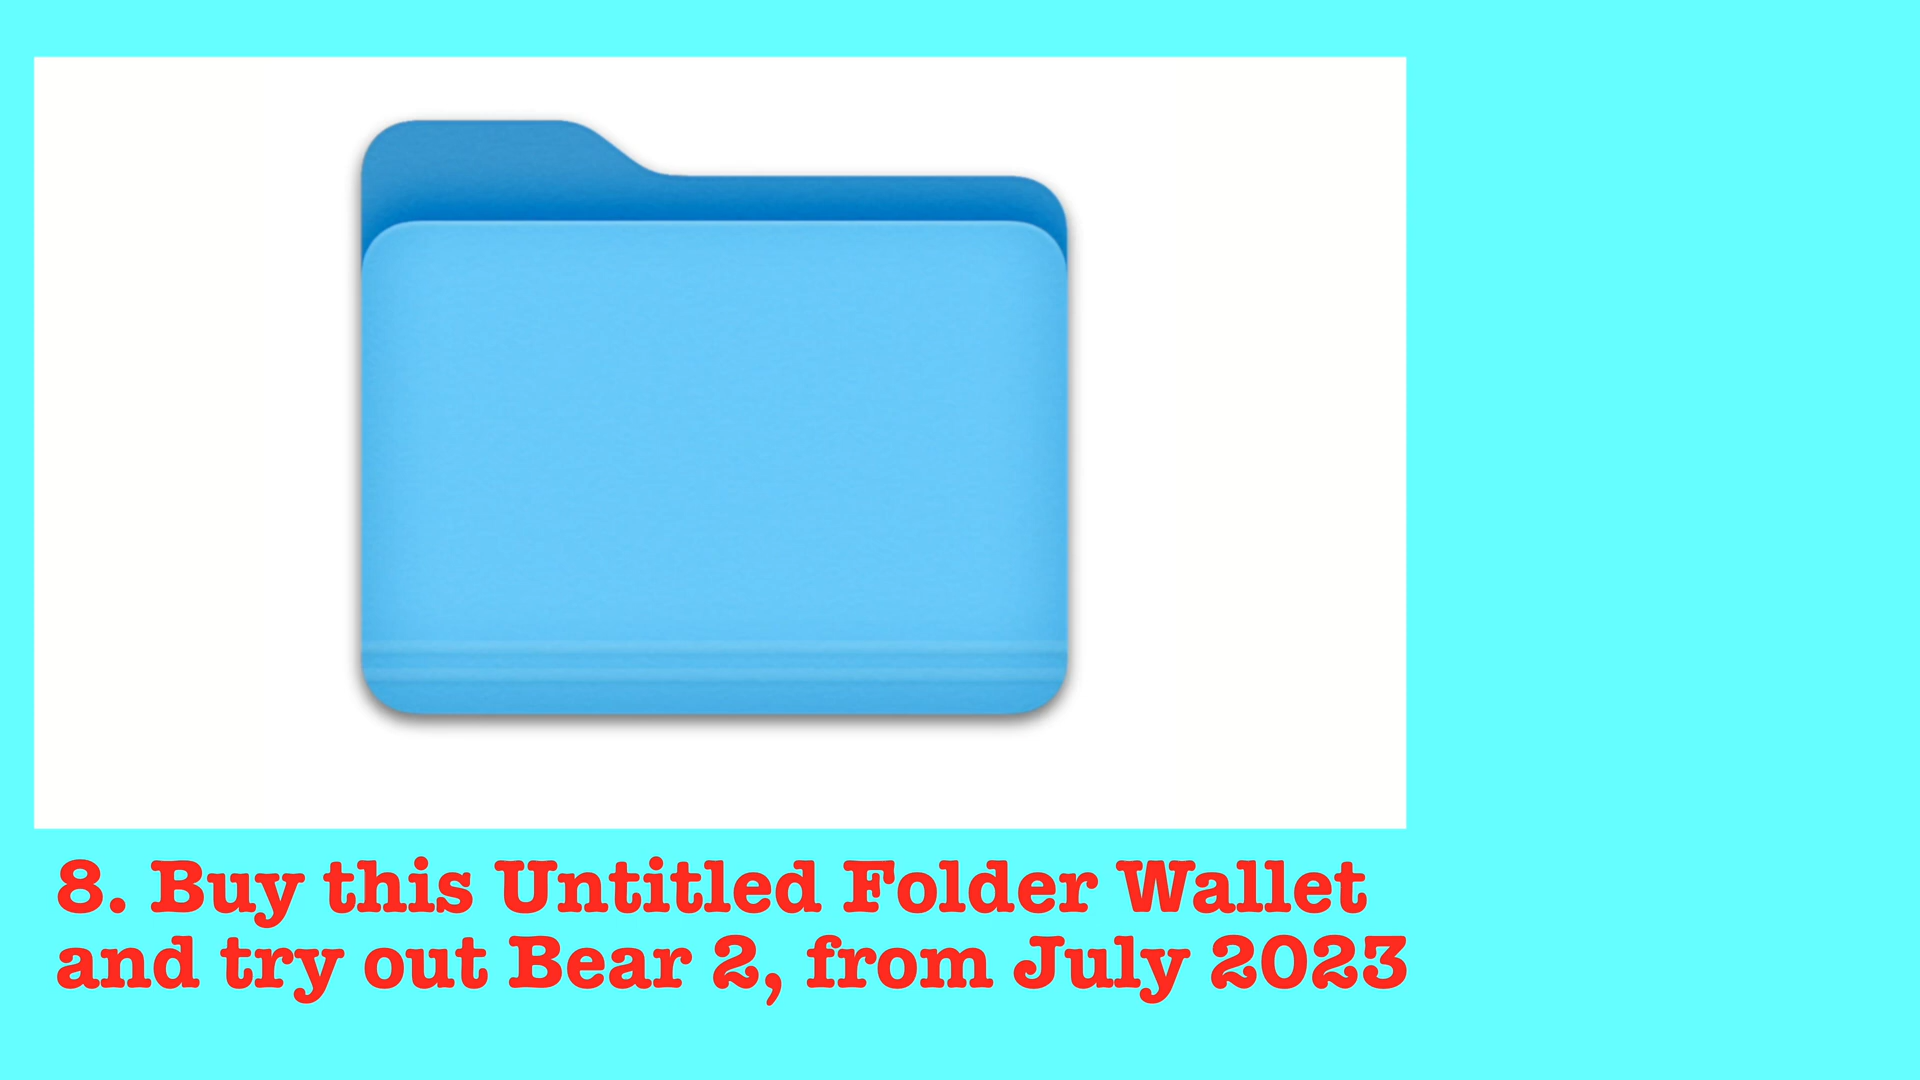 8. Buy this Untitled Folder Wallet
and try out Bear 2, from July 2023